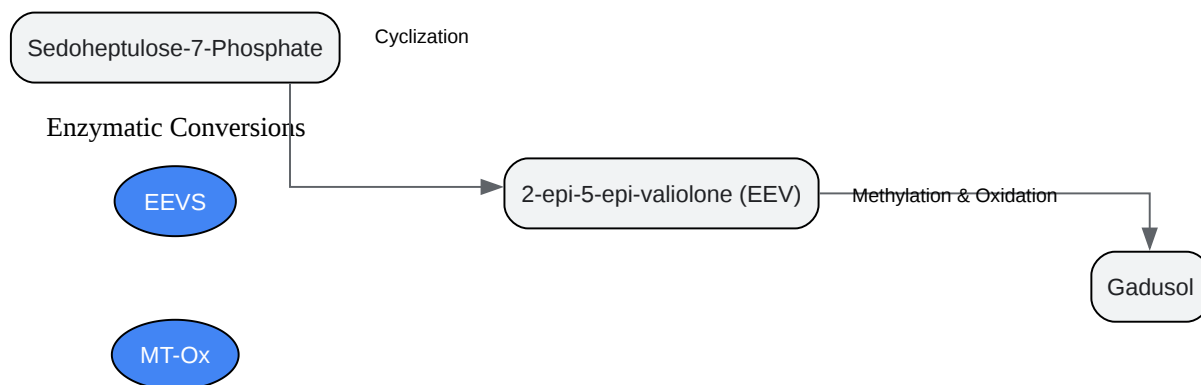 Sedoheptulose-7-Phosphate
Cyclization
Enzymatic Conversions
EEVS
2-epi-5-epi-valiolone (EEV)
Methylation & Oxidation
Gadusol
MT-Ox